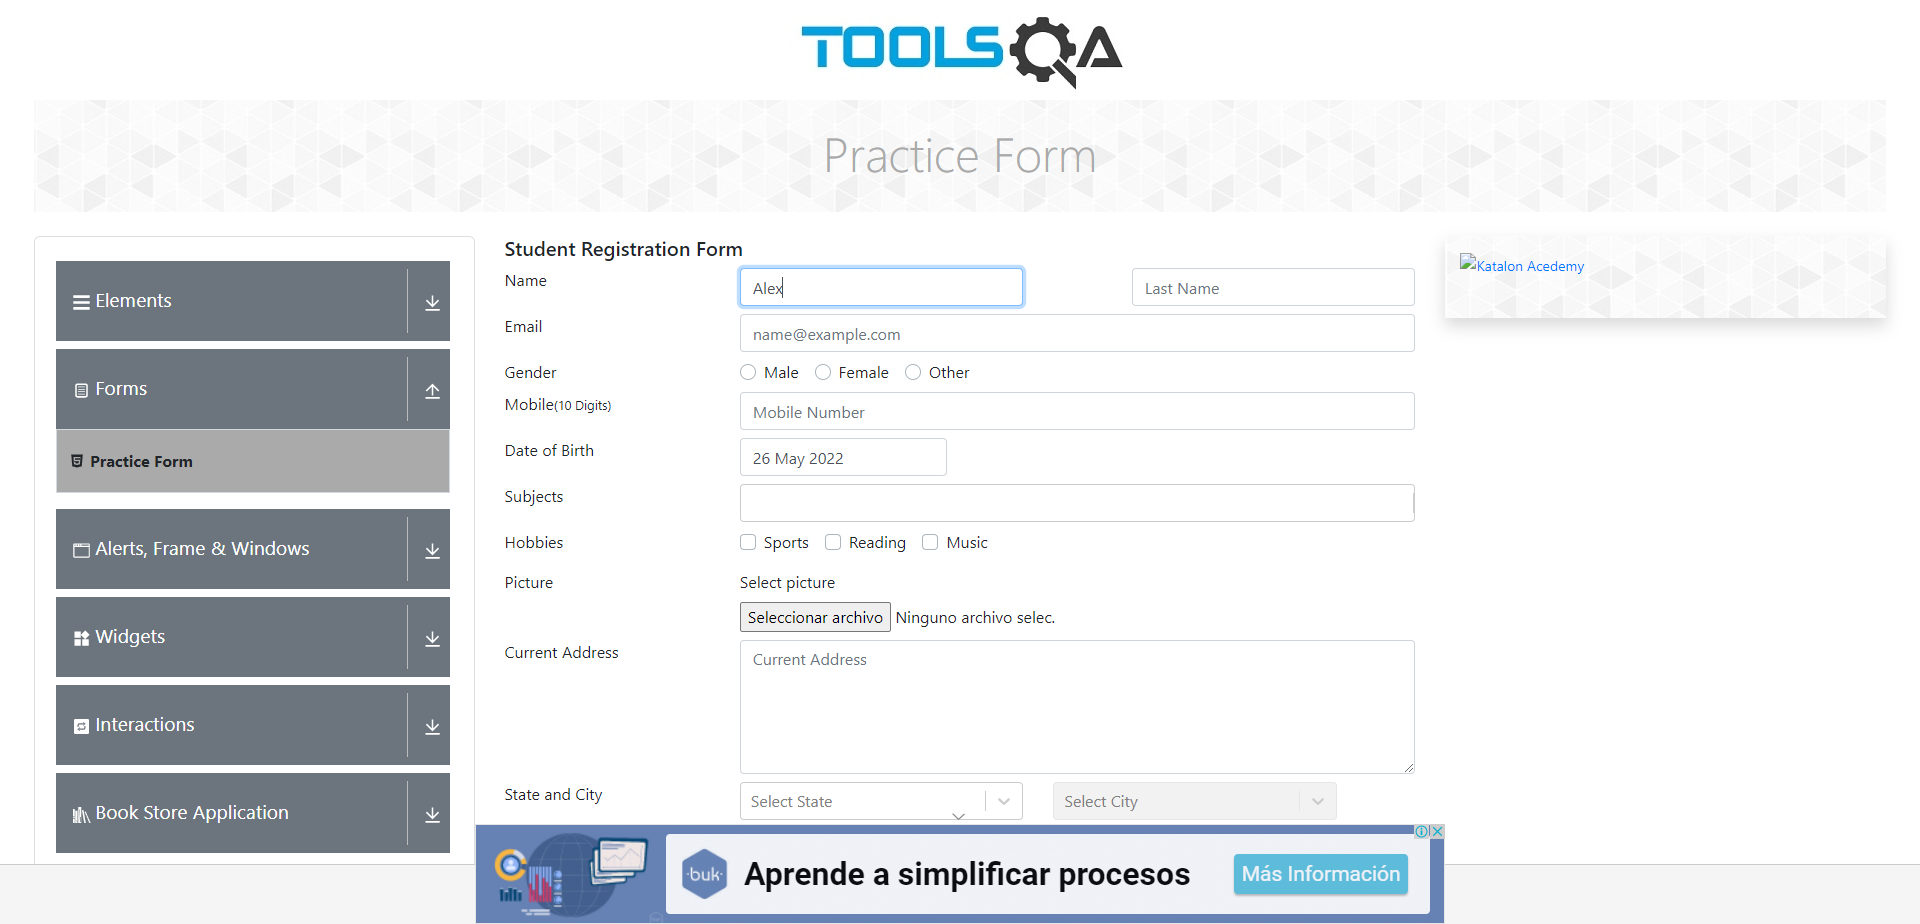 TOOLSQA
Practice Form
Elements
Forms
Practice Form
Alerts, Frame & Windows
Widgets
Interactions
Book Store Application
Student Registration Form
Name
Alex
Last Name
Email
name@example.com
Gender
Male Female Other
Mobile(10 Digits)
Mobile Number
Date of Birth
26 May 2022
Subjects
Hobbies
Sports Reading Music
Picture
Select picture
Seleccionar archivo Ninguno archivo selec.
Current Address
Current Address
State and City
Select State
Select City
Katalon Acedemy
·buk·
Aprende a simplificar procesos
Más Información